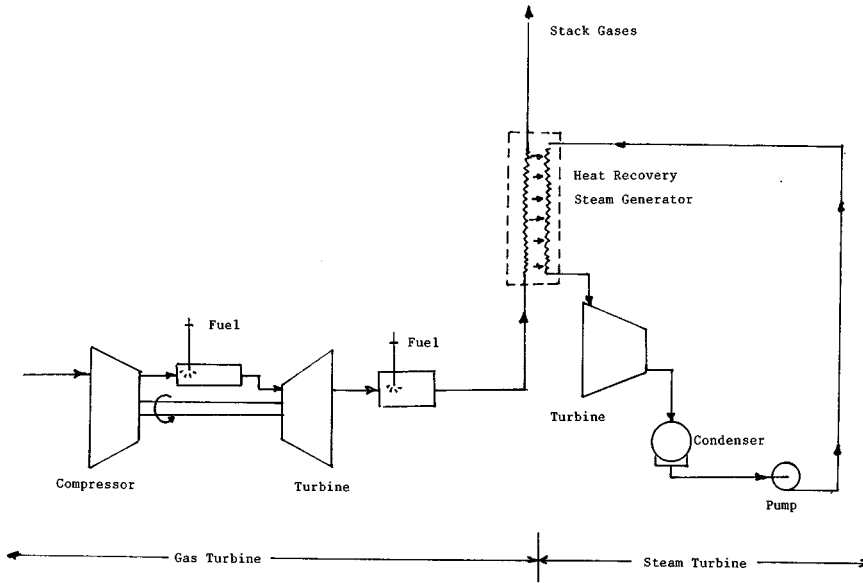 Stack Gases
Heat Recovery
Steam Generator
Fuel
Fuel
Turbine
Condenser
Compressor
Turbine
Pump
Gas Turbine
Steam Turbine